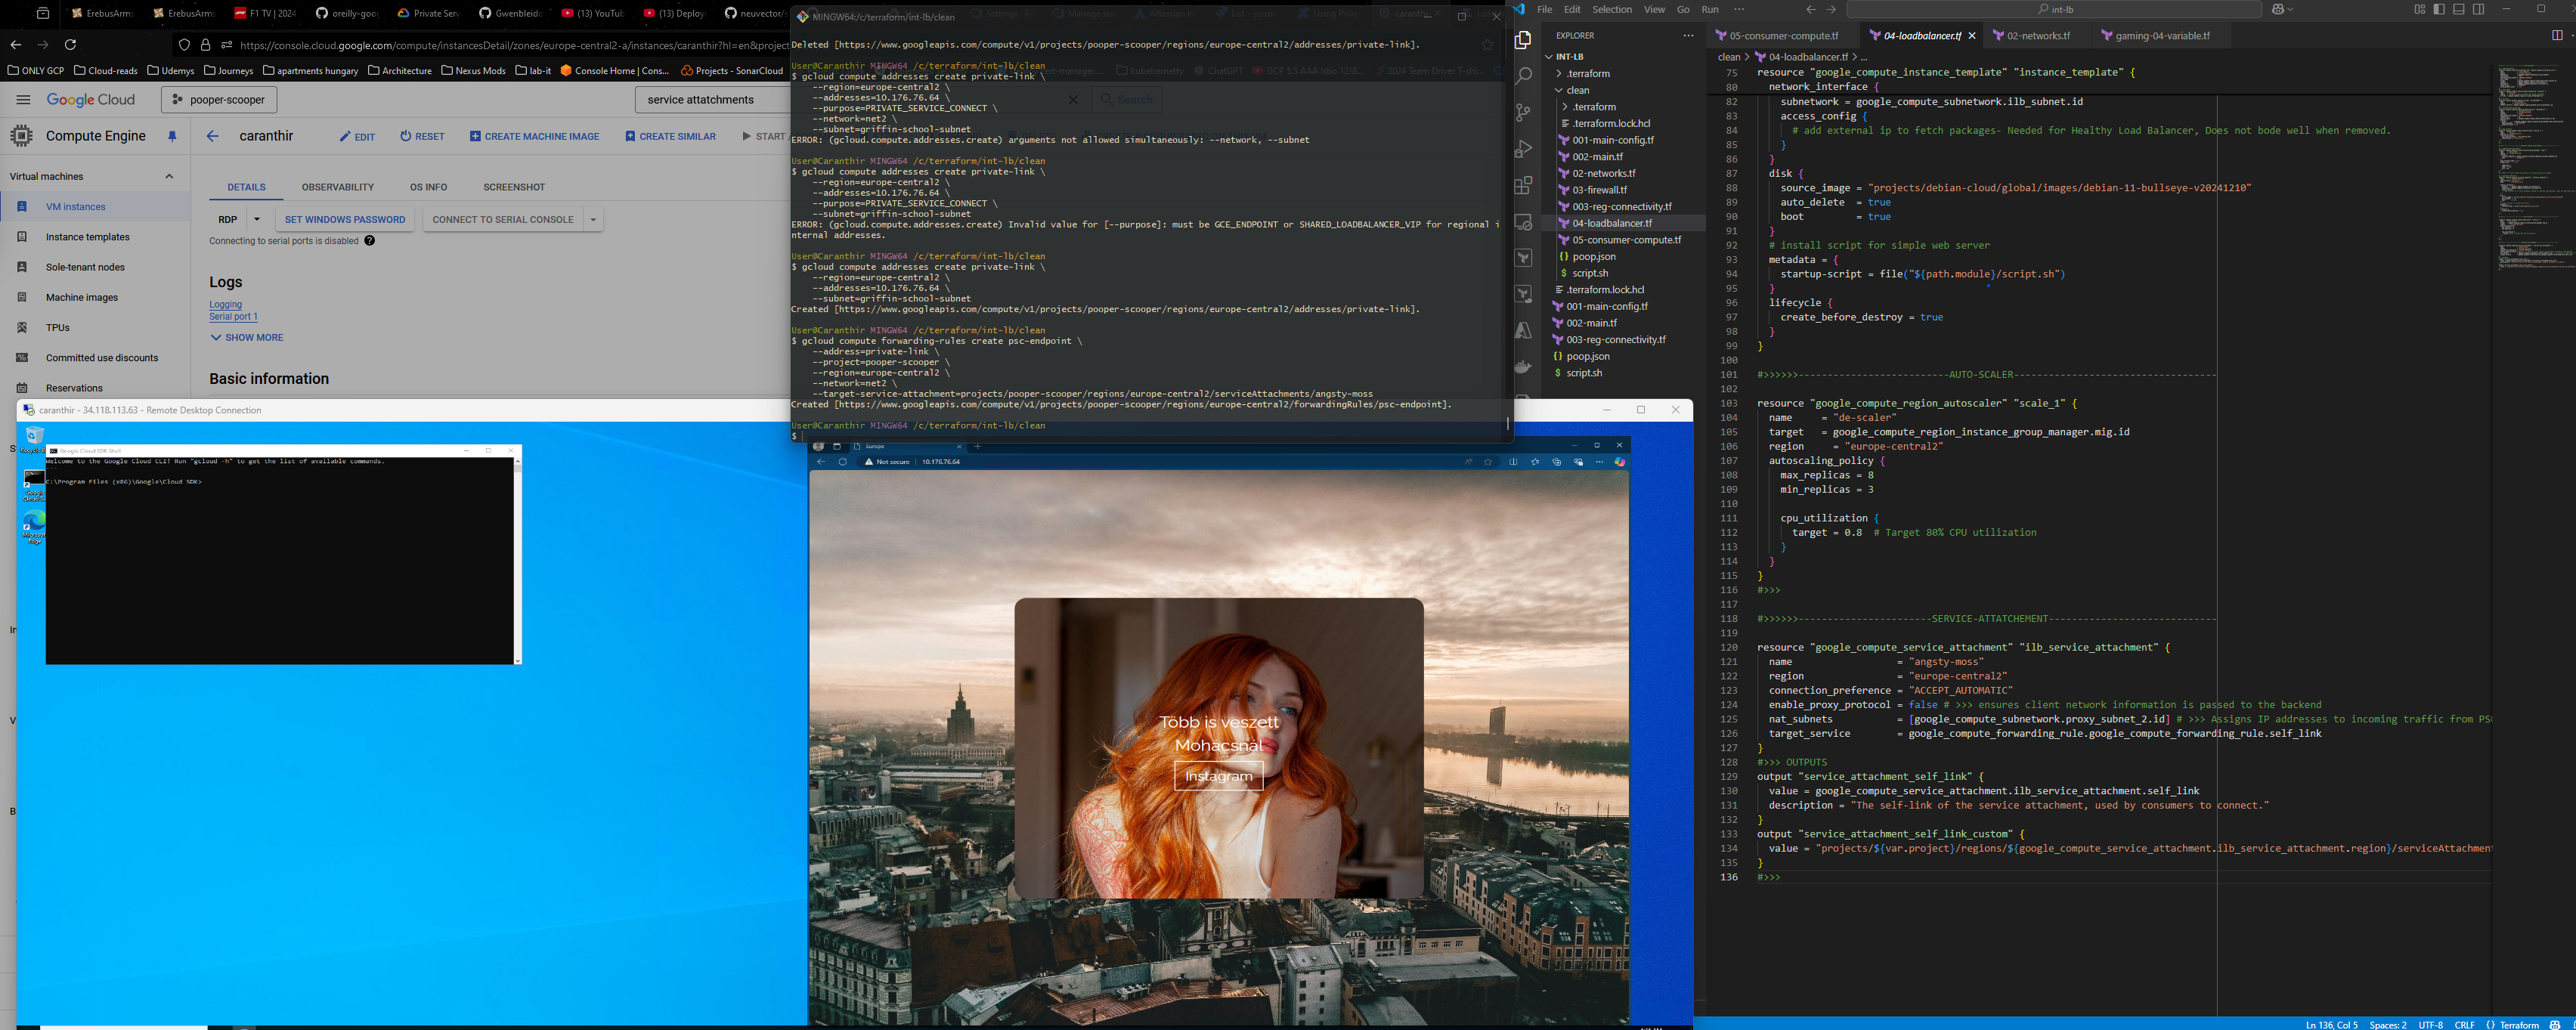 ErebusArms
ErebusArms
F1 TV | 2024
oreilly-goo
Private Serv
Gwenbleido
(13) YouTub
(13) Deploy
neuvector/
https://console.cloud.google.com/compute/instancesDetail/zones/europe-central2-a/instances/caranthir?hl=en&project
ONLY GCP
Cloud-reads
Udemys
Journeys
apartments hungary
Architecture
Nexus Mods
lab-it
Console Home | Cons...
Projects - SonarCloud
Google Cloud
pooper-scooper
service attatchments
Search
Compute Engine
caranthir
EDIT
RESET
CREATE MACHINE IMAGE
CREATE SIMILAR
START
Virtual machines
VM instances
Instance templates
Sole-tenant nodes
Machine images
TPUs
Committed use discounts
Reservations
DETAILS
OBSERVABILITY
OS INFO
SCREENSHOT
RDP
SET WINDOWS PASSWORD
CONNECT TO SERIAL CONSOLE
Connecting to serial ports is disabled
Logs
Logging
Serial port 1
SHOW MORE
Basic information
MINGW64:/c/terraform/int-lb/clean
Deleted [https://www.googleapis.com/compute/v1/projects/pooper-scooper/regions/europe-central2/addresses/private-link].
User@Caranthir MINGW64 /c/terraform/int-lb/clean
$ gcloud compute addresses create private-link \
--region=europe-central2 \
--addresses=10.176.76.64 \
--purpose=PRIVATE_SERVICE_CONNECT \
--network=net2 \
--subnet=griffin-school-subnet
ERROR: (gcloud.compute.addresses.create) arguments not allowed simultaneously: --network, --subnet
User@Caranthir MINGW64 /c/terraform/int-lb/clean
$ gcloud compute addresses create private-link \
--region=europe-central2 \
--addresses=10.176.76.64 \
--purpose=PRIVATE_SERVICE_CONNECT \
--subnet=griffin-school-subnet
ERROR: (gcloud.compute.addresses.create) Invalid value for [--purpose]: must be GCE_ENDPOINT or SHARED_LOADBALANCER_VIP for regional i
nternal addresses.
User@Caranthir MINGW64 /c/terraform/int-lb/clean
$ gcloud compute addresses create private-link \
--region=europe-central2 \
--addresses=10.176.76.64 \
--subnet=griffin-school-subnet
Created [https://www.googleapis.com/compute/v1/projects/pooper-scooper/regions/europe-central2/addresses/private-link].
User@Caranthir MINGW64 /c/terraform/int-lb/clean
$ gcloud compute forwarding-rules create psc-endpoint \
--address=private-link \
--project=pooper-scooper \
--region=europe-central2 \
--network=net2 \
--target-service-attachment=projects/pooper-scooper/regions/europe-central2/serviceAttachments/angsty-moss
Created [https://www.googleapis.com/compute/v1/projects/pooper-scooper/regions/europe-central2/forwardingRules/psc-endpoint].
User@Caranthir MINGW64 /c/terraform/int-lb/clean
$
caranthir - 34.118.113.63 - Remote Desktop Connection
Google Cloud SDK Shell
Welcome to the Google Cloud CLI! Run "gcloud -h" to get the list of available commands.
---
C:\Program Files (x86)\Google\Cloud SDK>
Microsoft
Edge
Europe
Not secure
10.176.76.64
Több is veszett
Mohácsnál
Instagram
File
Edit
Selection
View
Go
Run
int-lb
EXPLORER
INT-LB
.terraform
clean
.terraform
.terraform.lock.hcl
001-main-config.tf
002-main.tf
02-networks.tf
03-firewall.tf
003-reg-connectivity.tf
04-loadbalancer.tf
05-consumer-compute.tf
poop.json
script.sh
.terraform.lock.hcl
001-main-config.tf
002-main.tf
003-reg-connectivity.tf
poop.json
script.sh
05-consumer-compute.tf
04-loadbalancer.tf
02-networks.tf
gaming-04-variable.tf
clean > 04-loadbalancer.tf > ...
75 resource "google_compute_instance_template" "instance_template" {
80 network_interface {
82 subnetwork = google_compute_subnetwork.ilb_subnet.id
83 access_config {
84 # add external ip to fetch packages- Needed for Healthy Load Balancer, Does not bode well when removed.
85 }
86 }
87 disk {
88 source_image = "projects/debian-cloud/global/images/debian-11-bullseye-v20241210"
89 auto_delete = true
90 boot = true
91 }
92 # install script for simple web server
93 metadata = {
94 startup-script = file("${path.module}/script.sh")
95 }
96 lifecycle {
97 create_before_destroy = true
98 }
99 }
100
101 #>>>>>>--------------------------AUTO-SCALER-----------------------------------
102
103 resource "google_compute_region_autoscaler" "scale_1" {
104 name = "de-scaler"
105 target = google_compute_region_instance_group_manager.mig.id
106 region = "europe-central2"
107 autoscaling_policy {
108 max_replicas = 8
109 min_replicas = 3
110
111 cpu_utilization {
112 target = 0.8 # Target 80% CPU utilization
113 }
114 }
115 }
116 #>>>
117
118 #>>>>>>-----------------------SERVICE-ATTATCHEMENT-----------------------------
119
120 resource "google_compute_service_attachment" "ilb_service_attachment" {
121 name = "angsty-moss"
122 region = "europe-central2"
123 connection_preference = "ACCEPT_AUTOMATIC"
124 enable_proxy_protocol = false # >>> ensures client network information is passed to the backend
125 nat_subnets = [google_compute_subnetwork.proxy_subnet_2.id] # >>> Assigns IP addresses to incoming traffic from PSC
126 target_service = google_compute_forwarding_rule.google_compute_forwarding_rule.self_link
127 }
128 #>>> OUTPUTS
129 output "service_attachment_self_link" {
130 value = google_compute_service_attachment.ilb_service_attachment.self_link
131 description = "The self-link of the service attachment, used by consumers to connect."
132 }
133 output "service_attachment_self_link_custom" {
134 value = "projects/${var.project}/regions/${google_compute_service_attachment.ilb_service_attachment.region}/serviceAttachment
135 }
136 #>>>
Ln 136, Col 5
Spaces: 2
UTF-8
CRLF
Terraform